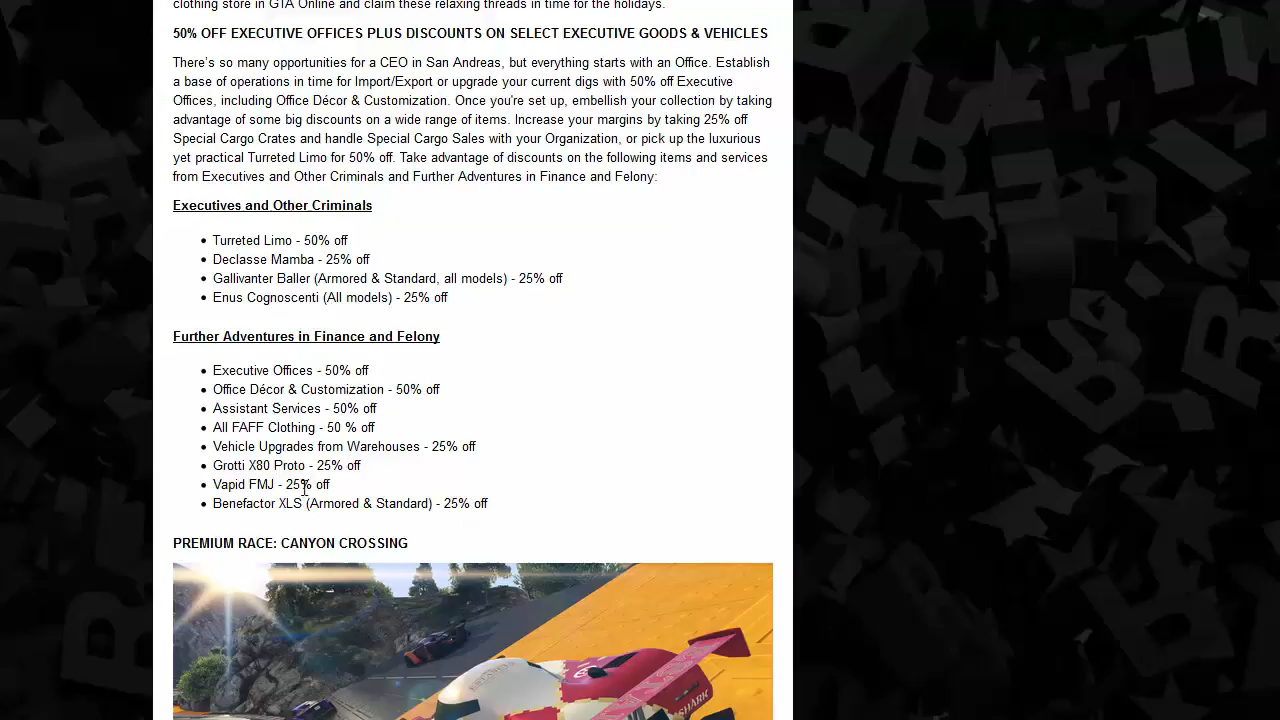 clothing store in GTA Online and claim these relaxing threads in time for the holidays.
50% OFF EXECUTIVE OFFICES PLUS DISCOUNTS ON SELECT EXECUTIVE GOODS & VEHICLES
There's so many opportunities for a CEO in San Andreas, but everything starts with an Office. Establish
a base of operations in time for Import/Export or upgrade your current digs with 50% off Executive
Offices, including Office Décor & Customization. Once you're set up, embellish your collection by taking
advantage of some big discounts on a wide range of items. Increase your margins by taking 25% off
Special Cargo Crates and handle Special Cargo Sales with your Organization, or pick up the luxurious
yet practical Turreted Limo for 50% off. Take advantage of discounts on the following items and services
from Executives and Other Criminals and Further Adventures in Finance and Felony:
Executives and Other Criminals
• Turreted Limo - 50% off
• Declasse Mamba - 25% off
• Gallivanter Baller (Armored & Standard, all models) - 25% off
• Enus Cognoscenti (All models) - 25% off
Further Adventures in Finance and Felony
• Executive Offices - 50% off
• Office Décor & Customization - 50% off
• Assistant Services - 50% off
• All FAFF Clothing - 50 % off
• Vehicle Upgrades from Warehouses - 25% off
• Grotti X80 Proto - 25% off
• Vapid FMJ - 25% off
• Benefactor XLS (Armored & Standard) - 25% off
PREMIUM RACE: CANYON CROSSING